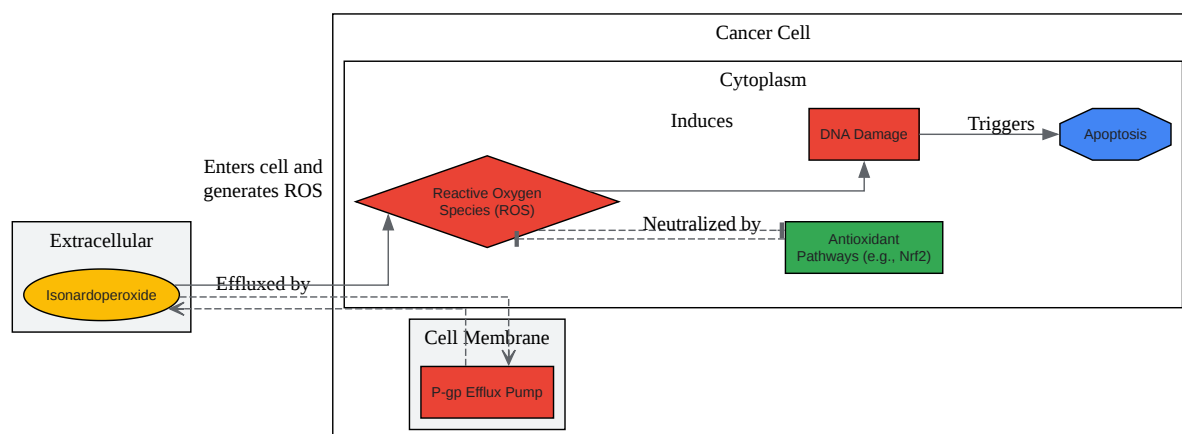 Cancer Cell
Cytoplasm
Induces
DNA Damage
Triggers
Apoptosis
Enters cell and
generates ROS
Reactive Oxygen
Species (ROS)
Neutralized by
Antioxidant
Pathways (e.g., Nrf2)
Extracellular
Isonardoperoxide
Effluxed by
Cell Membrane
P-gp Efflux Pump